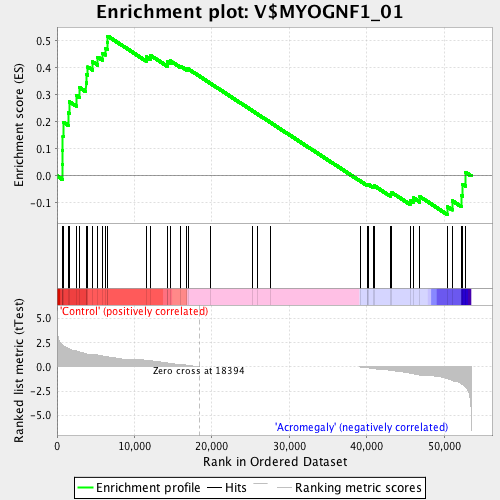 Enrichment plot: V$MYOGNF1_01
Enrichment score (ES)
0.5
0.4
0.3
0.2
0.1
0.0
-0.1
'Control' (positively correlated)
Ranked list metric (tTest)
5.0
2.5
0.0
-2.5
-5.0
Zero cross at 18394
'Acromegaly' (negatively correlated)
0 10,000 20,000 30,000 40,000 50,000
Rank in Ordered Dataset
Enrichment profile Hits Ranking metric scores